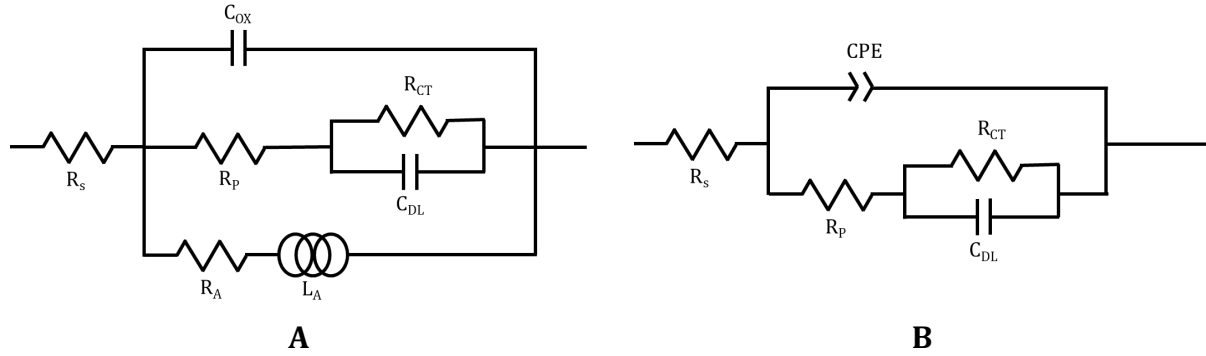 C_OX
R_CT
R_s
R_P
C_DL
R_A
L_A
A
CPE
R_CT
R_s
R_P
C_DL
B